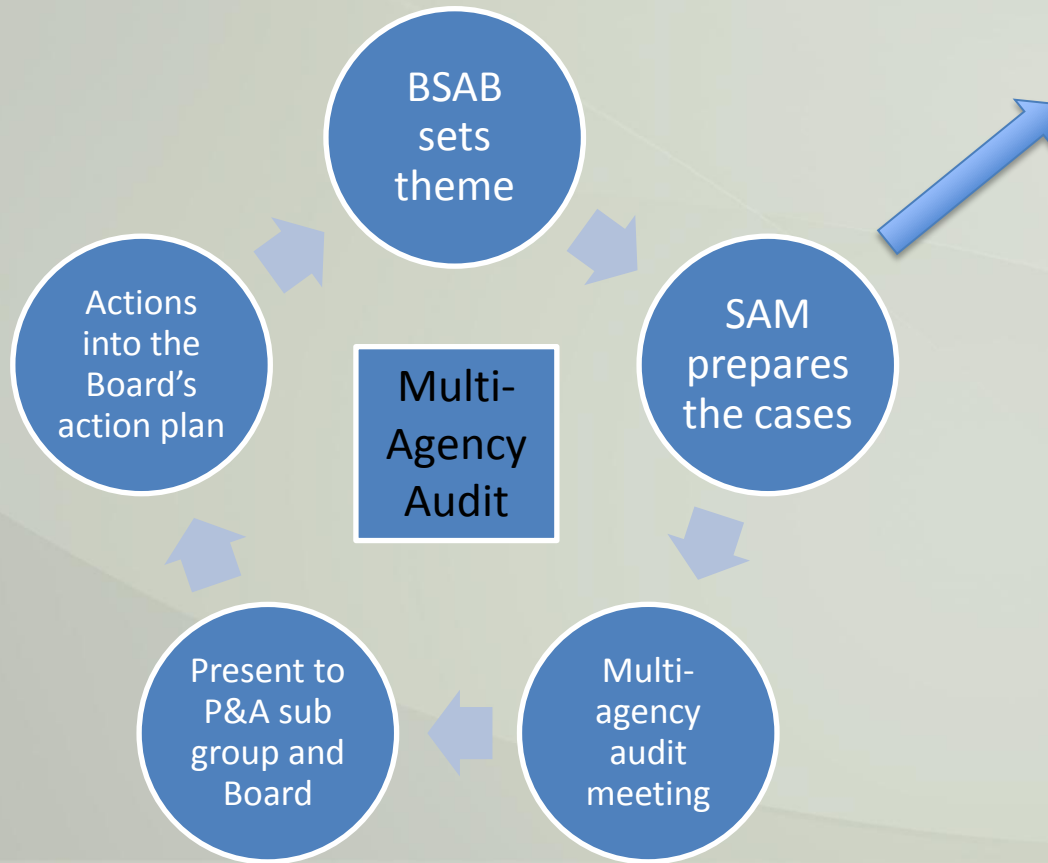 BSAB
sets
theme
SAM
prepares
the cases
Multi-
agency
audit
meeting
Present to
P&A sub
group and
Board
Actions
into the
Board’s
action plan
Multi-
Agency
Audit